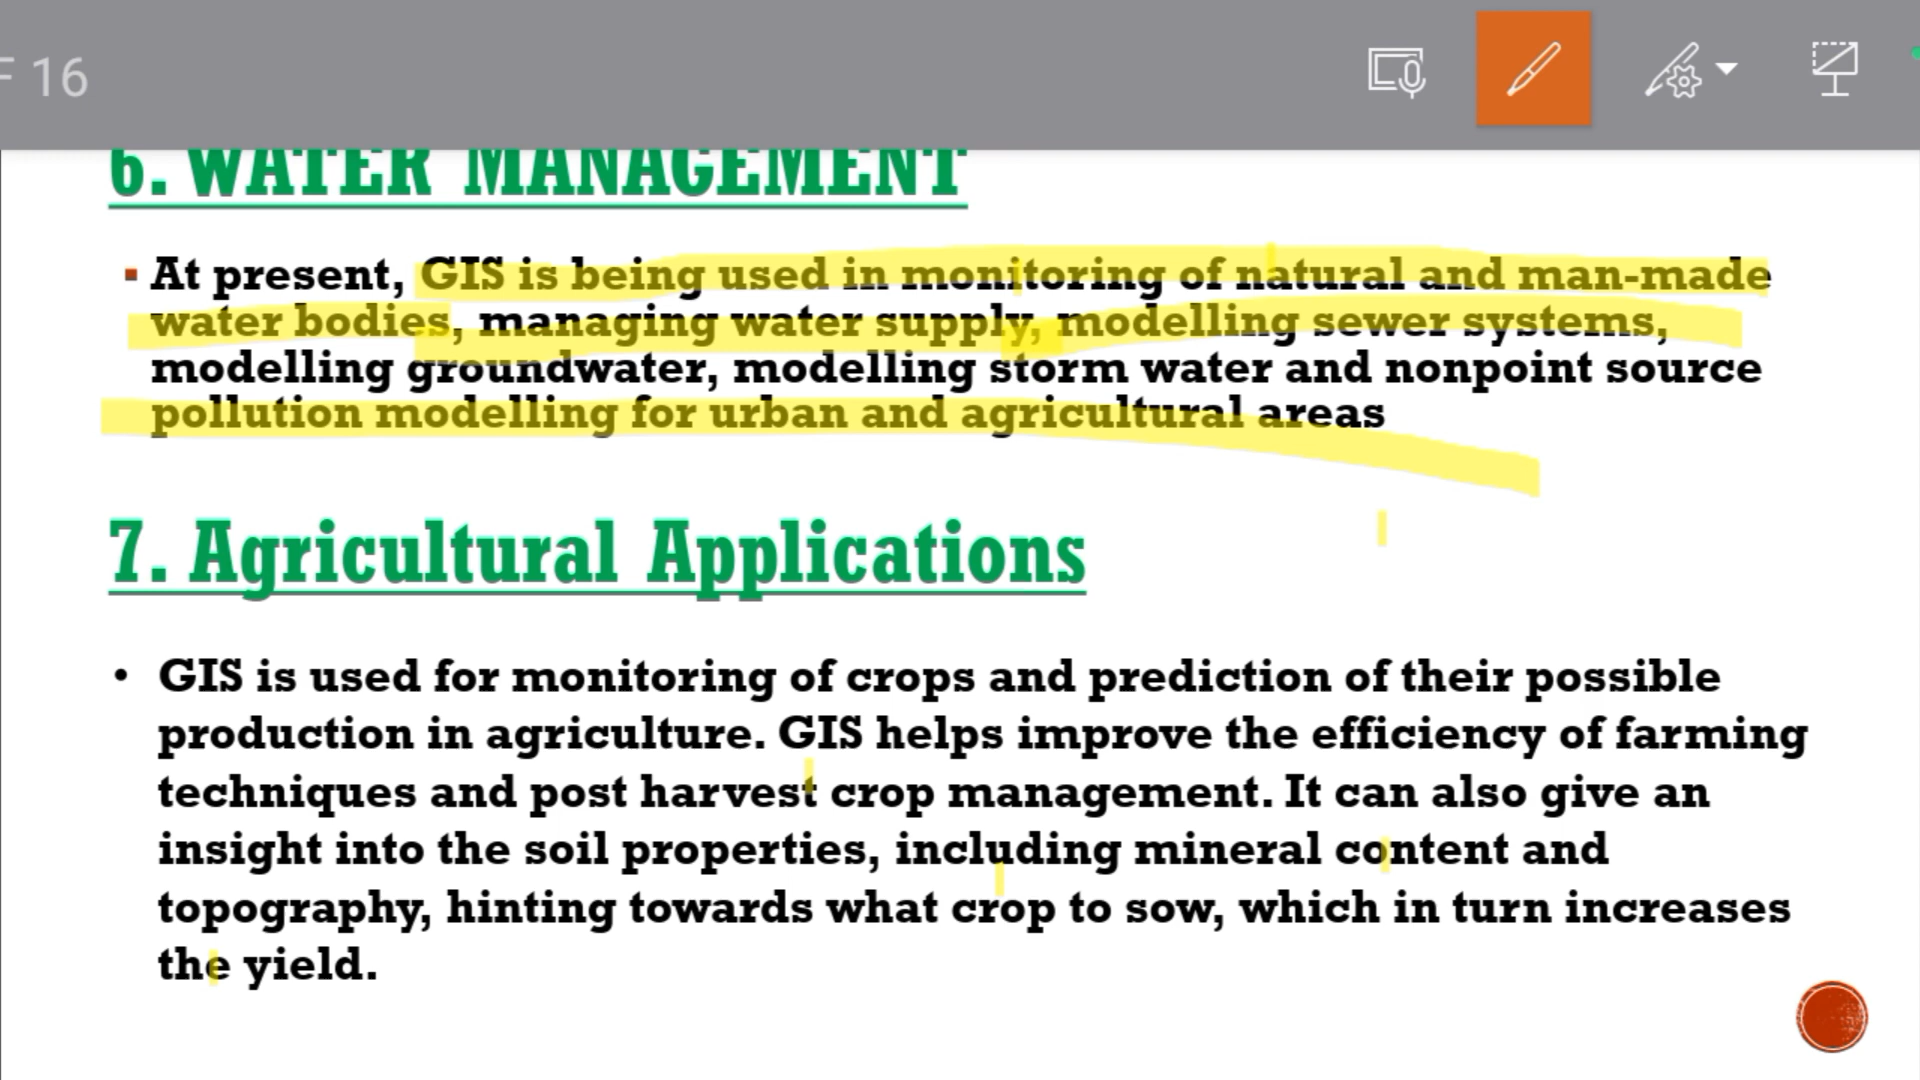 F 16
6. WATER MANAGEMENT
At present, GIS is being used in monitoring of natural and man-made
water bodies, managing water supply, modelling sewer systems,
modelling groundwater, modelling storm water and nonpoint source
pollution modelling for urban and agricultural areas
7. Agricultural Applications
• GIS is used for monitoring of crops and prediction of their possible
production in agriculture. GIS helps improve the efficiency of farming
techniques and post harvest crop management. It can also give an
insight into the soil properties, including mineral content and
topography, hinting towards what crop to sow, which in turn increases
the yield.